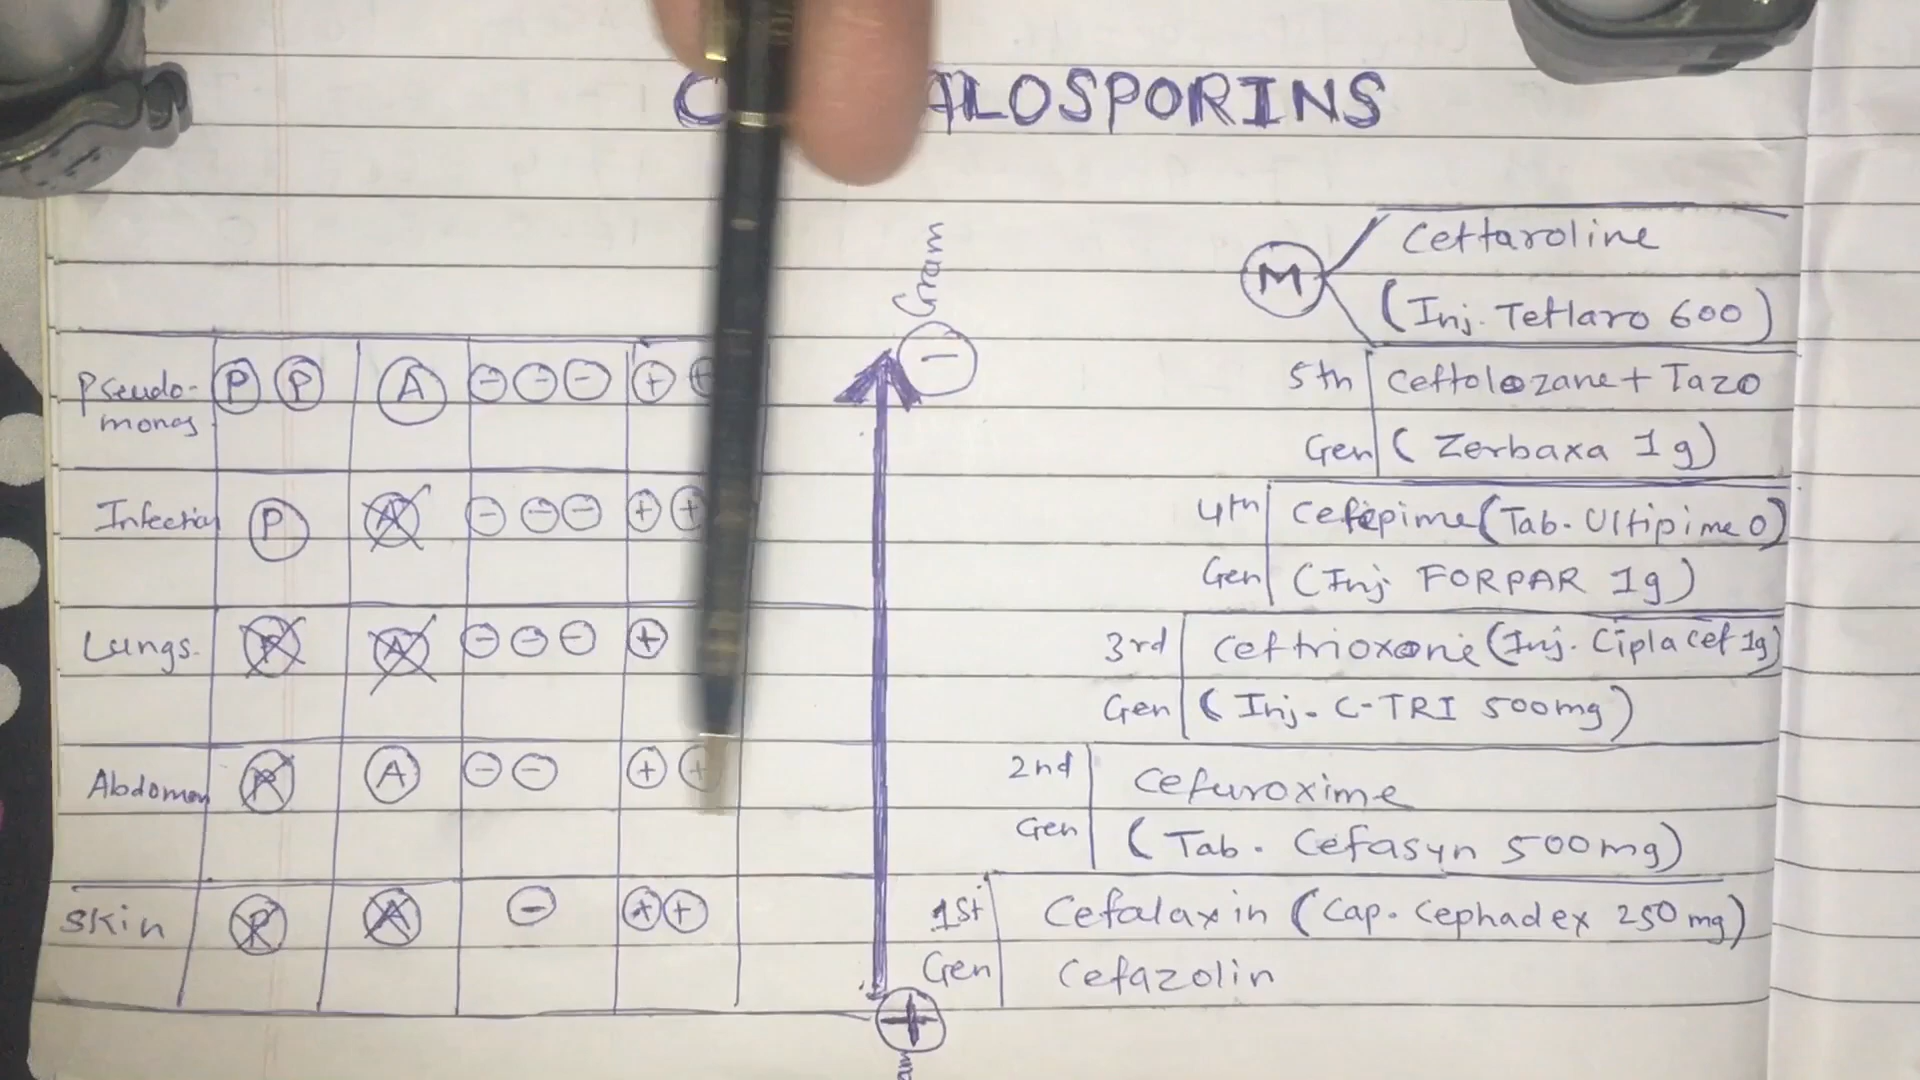 ALOSPORINS
Gram
−
M
Ceftaroline
(Inj. Teflaro 600)
5th
Ceftolozane + Tazo
Gen
( Zerbaxa 1g)
4th
Cefepime (Tab. Ultipime O)
Gen
(Inj. FORPAR 1g)
3rd
Ceftrioxone (Inj. Ciplacef 1g)
Gen
( Inj. C-TRI 500mg)
2nd
Cefuroxime
Gen
( Tab. Cefasyn 500mg)
1st
Cefalaxin (Cap. Cephadex 250mg)
Gen
Cefazolin
+
Pseudo- P P A − − − + +
monas
Infection P A − − − + +
Lungs. P A − − − +
Abdomen P A − − + +
Skin P A − + +